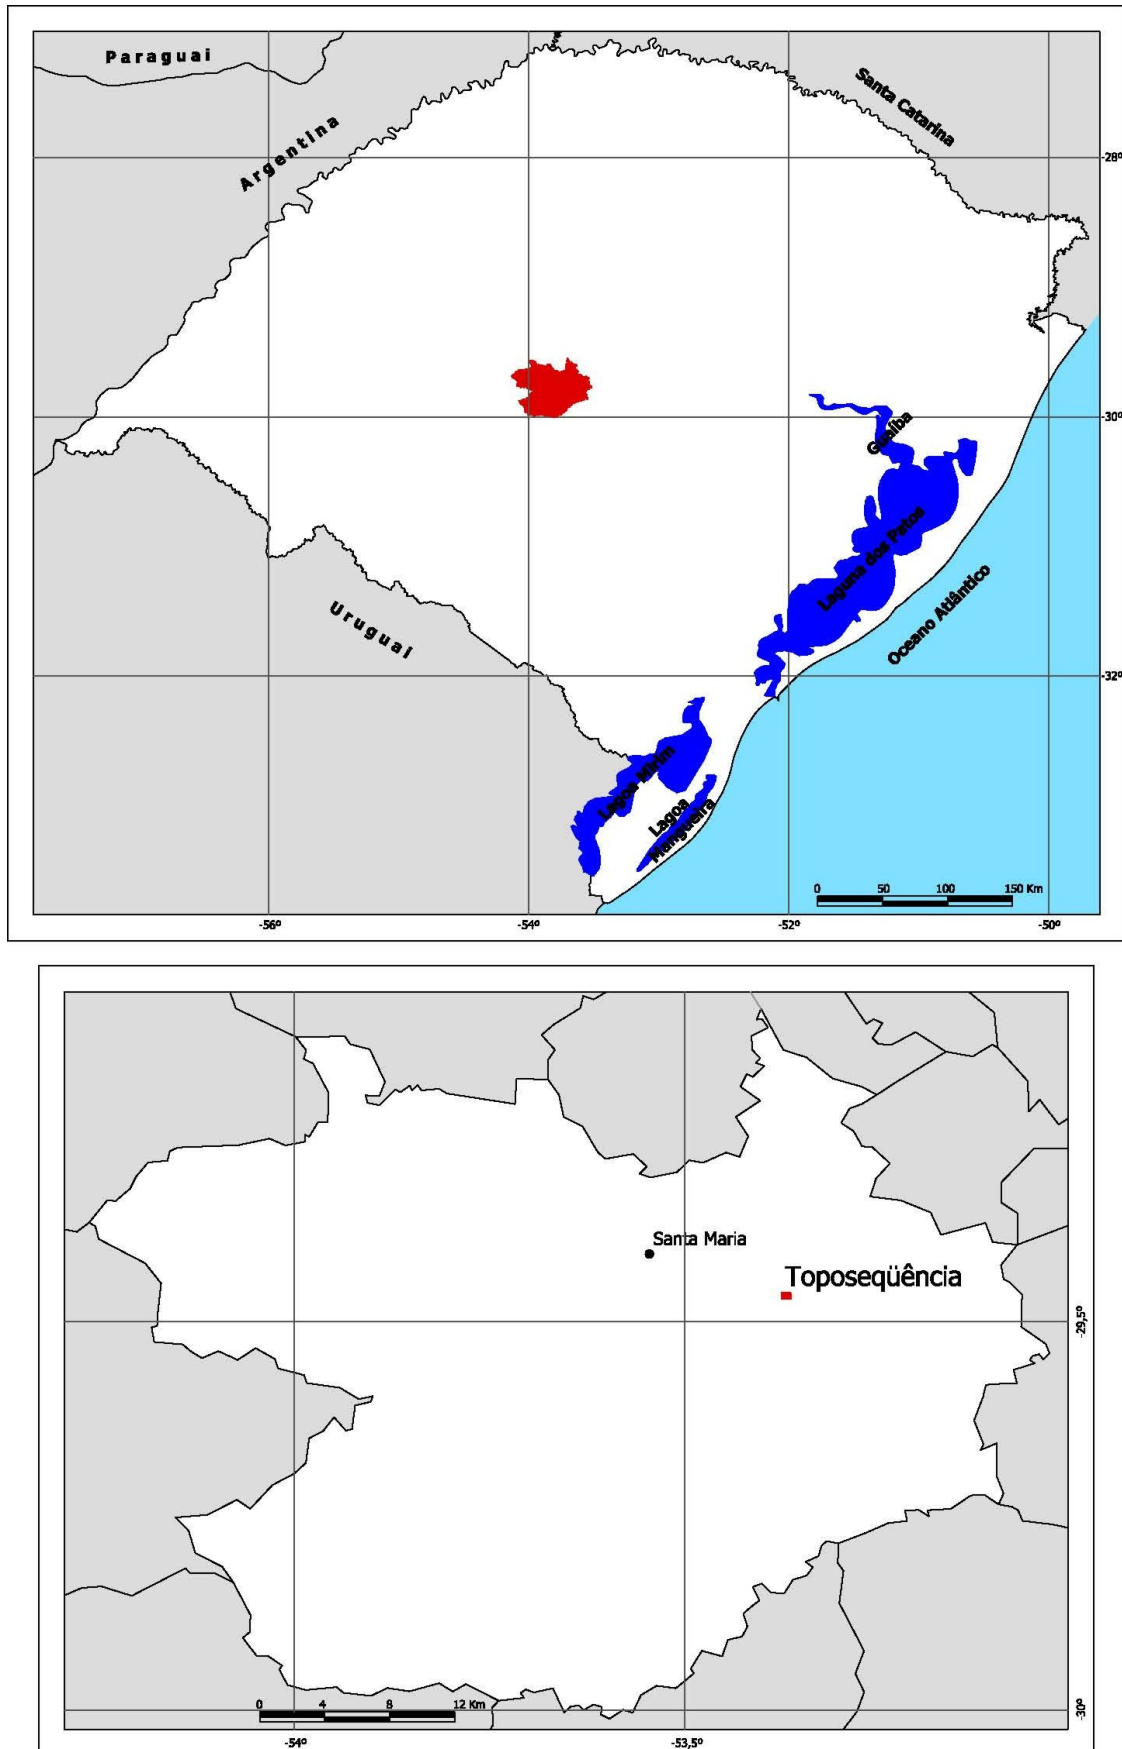 Paraguai
Argentina
Santa Catarina
-28º
-30º
Guaíba
Laguna dos Patos
Oceano Atlântico
Uruguai
-32º
Lagoa Mirim
Lagoa
Mangueira
0 50 100 150 Km
-56º -54º -52º -50º
Santa Maria
Toposeqüência
-29,5º
0 4 8 12 Km
-30º
-54º -53,5º